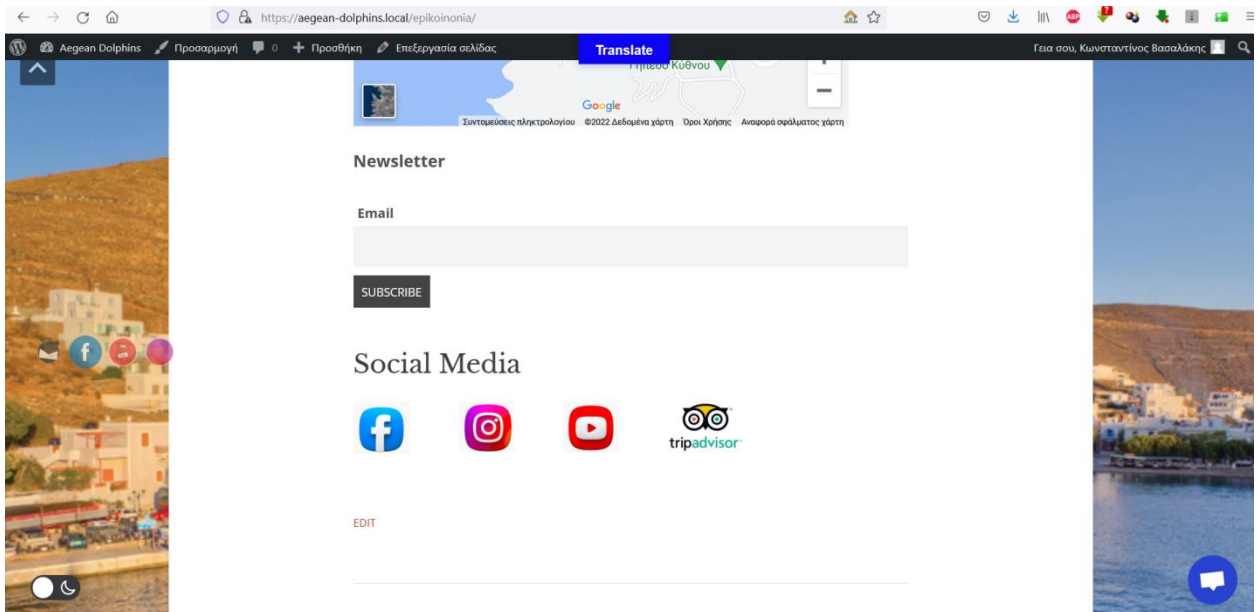 https://aegean-dolphins.local/epikoinonia/
Aegean Dolphins Προσαρμογή 0 Προσθήκη Επεξεργασία σελίδας Translate Γεια σου, Κωνσταντίνος Βασαλάκης
Κύθνου
Google
Συντομεύσεις πληκτρολογίου ©2022 Δεδομένα χάρτη Όροι Χρήσης Αναφορά σφάλματος χάρτη
Newsletter
Email
SUBSCRIBE
Social Media
tripadvisor
EDIT